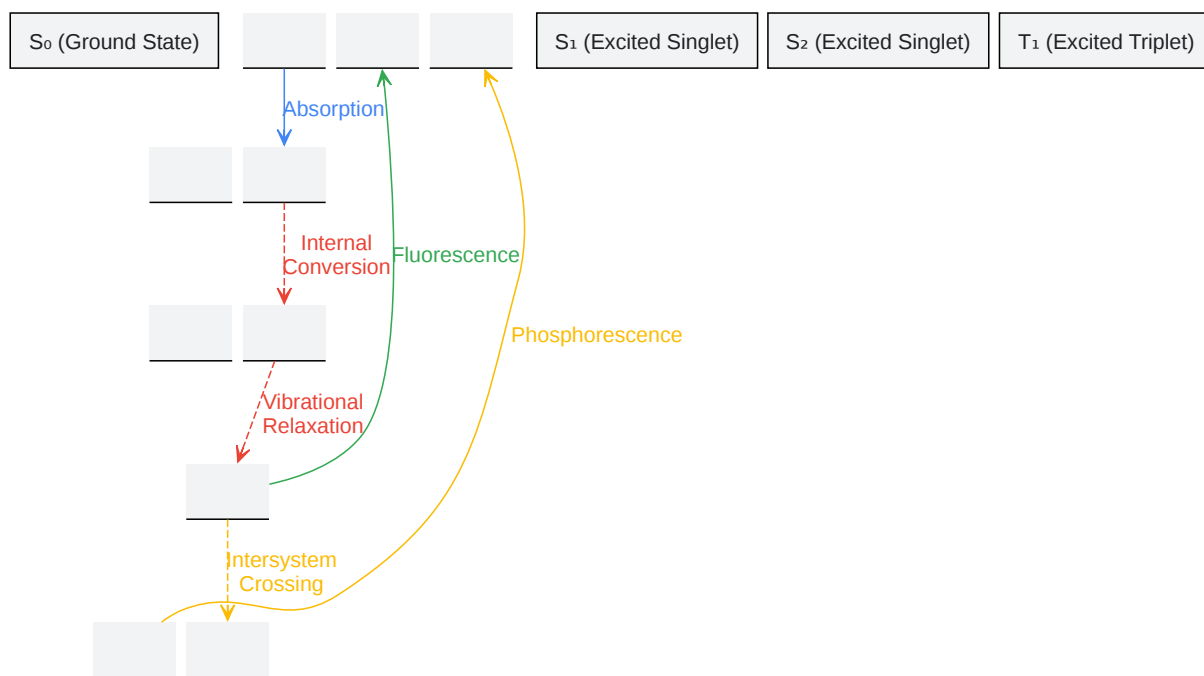 S₀ (Ground State)
S₁ (Excited Singlet)
S₂ (Excited Singlet)
T₁ (Excited Triplet)
Absorption
Internal
Conversion
Fluorescence
Phosphorescence
Vibrational
Relaxation
Intersystem
Crossing